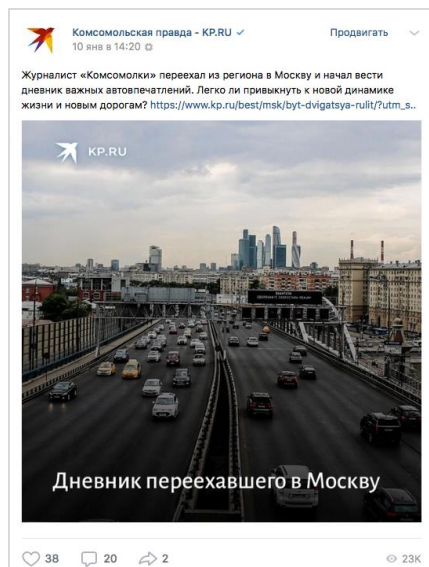 Комсомольская правда - KP.RU
Продвигать
10 янв в 14:20
Журналист «Комсомолки» переехал из региона в Москву и начал вести
дневник важных автовпечатлений. Легко ли привыкнуть к новой динамике
жизни и новым дорогам? https://www.kp.ru/best/msk/byt-dvigatsya-rulit/?utm_s..
KP.RU
Дневник переехавшего в Москву
38 20 2 23K